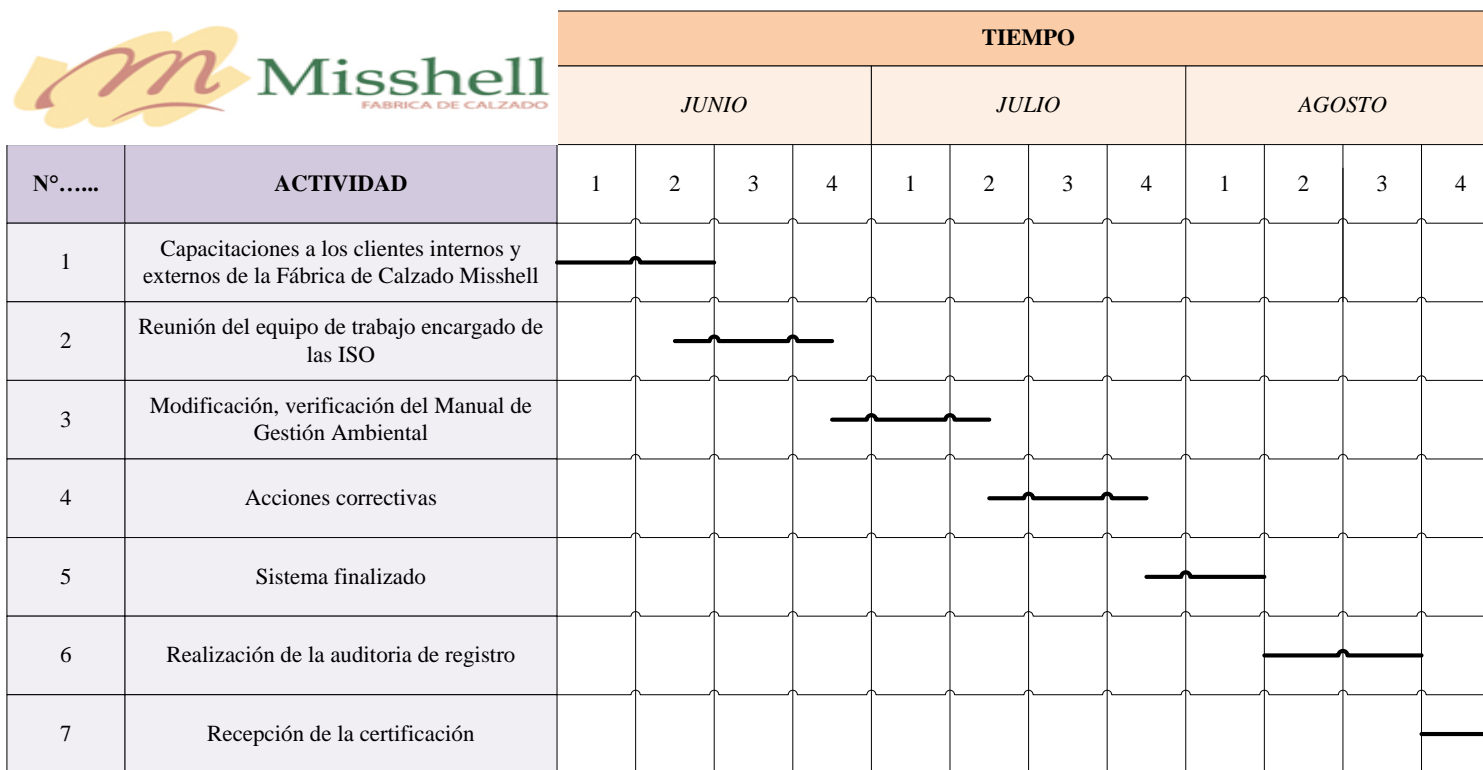 Misshell
FABRICA DE CALZADO
TIEMPO
JUNIO JULIO AGOSTO
N°…... ACTIVIDAD 1 2 3 4 1 2 3 4 1 2 3 4
1 Capacitaciones a los clientes internos y
externos de la Fábrica de Calzado Misshell
2 Reunión del equipo de trabajo encargado de
las ISO
3 Modificación, verificación del Manual de
Gestión Ambiental
4 Acciones correctivas
5 Sistema finalizado
6 Realización de la auditoria de registro
7 Recepción de la certificación